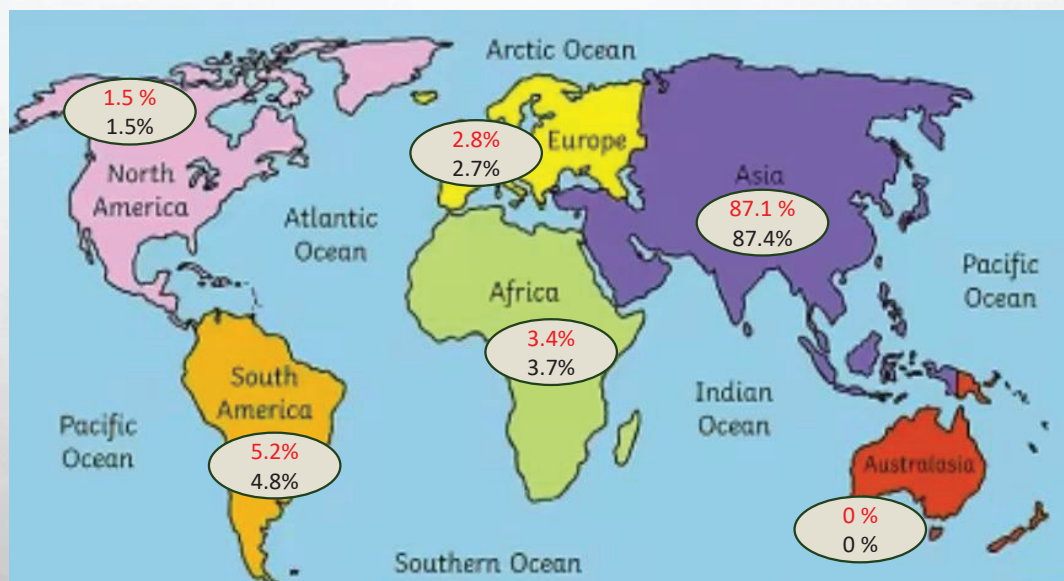 Arctic Ocean
1.5 %
1.5%
North
America
2.8%
2.7%
Europe
Asia
87.1 %
87.4%
Atlantic
Ocean
Pacific
Ocean
Africa
3.4%
3.7%
South
America
Indian
Ocean
Pacific
Ocean
5.2%
4.8%
Australasia
0 %
0 %
Southern Ocean